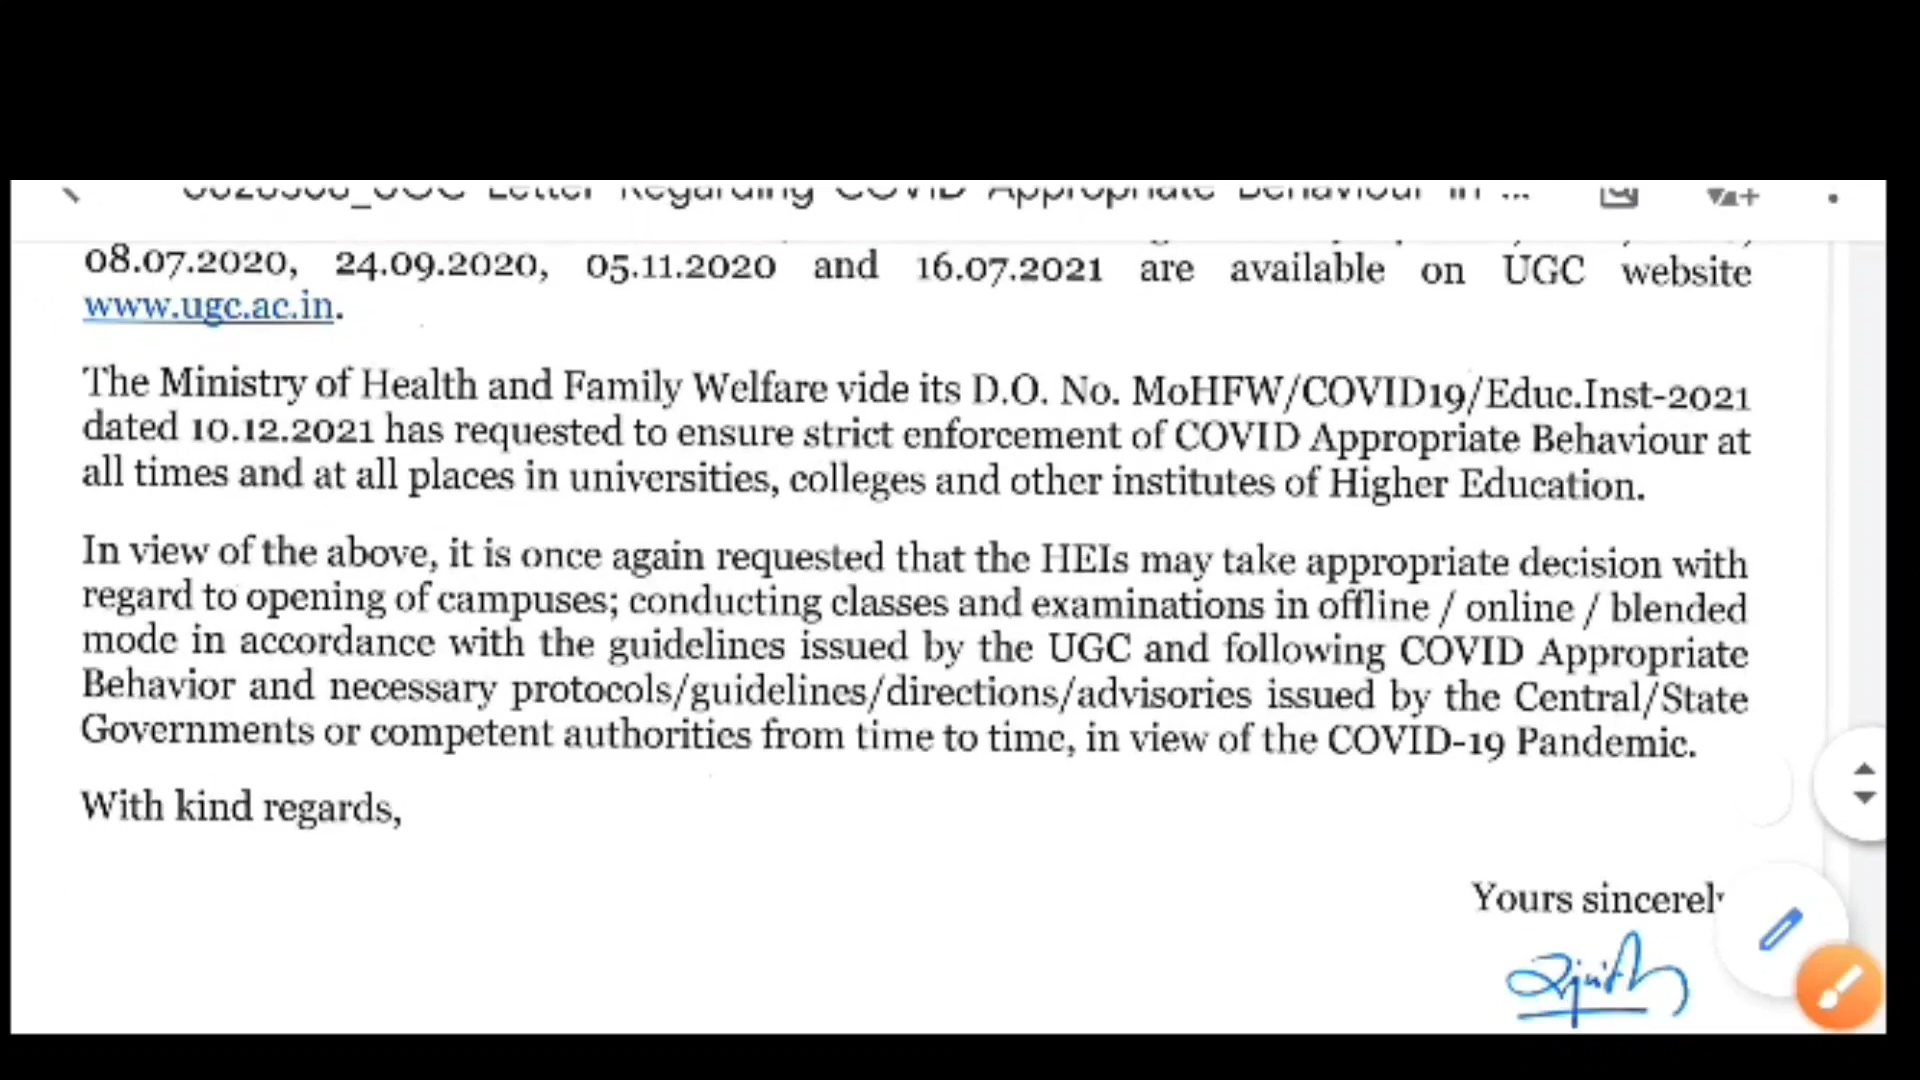 Letter Regarding COVID Appropriate Behaviour in ...
08.07.2020, 24.09.2020, 05.11.2020 and 16.07.2021 are available on UGC website
www.ugc.ac.in.
The Ministry of Health and Family Welfare vide its D.O. No. MoHFW/COVID19/Educ.Inst-2021
dated 10.12.2021 has requested to ensure strict enforcement of COVID Appropriate Behaviour at
all times and at all places in universities, colleges and other institutes of Higher Education.
In view of the above, it is once again requested that the HEIs may take appropriate decision with
regard to opening of campuses; conducting classes and examinations in offline / online / blended
mode in accordance with the guidelines issued by the UGC and following COVID Appropriate
Behavior and necessary protocols/guidelines/directions/advisories issued by the Central/State
Governments or competent authorities from time to time, in view of the COVID-19 Pandemic.
With kind regards,
Yours sincerely